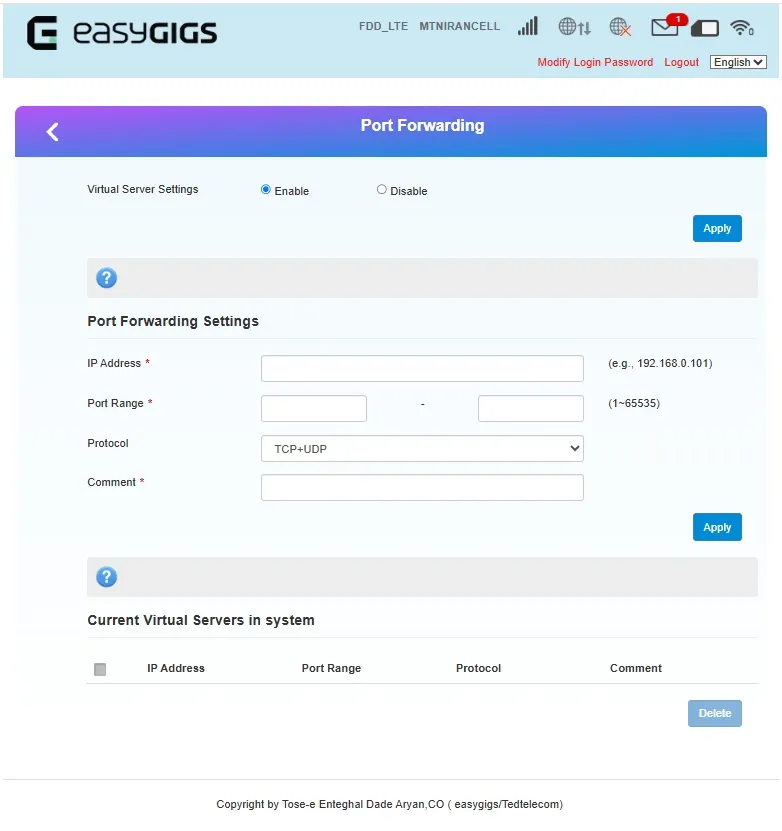 easyGIGS
FDD_LTE MTNIRANCELL 1
Modify Login Password Logout English
Port Forwarding
Virtual Server Settings Enable Disable
Apply
?
Port Forwarding Settings
IP Address * (e.g., 192.168.0.101)
Port Range * - (1~65535)
Protocol TCP+UDP
Comment *
Apply
?
Current Virtual Servers in system
IP Address Port Range Protocol Comment
Delete
Copyright by Tose-e Enteghal Dade Aryan,CO ( easygigs/Tedtelecom)